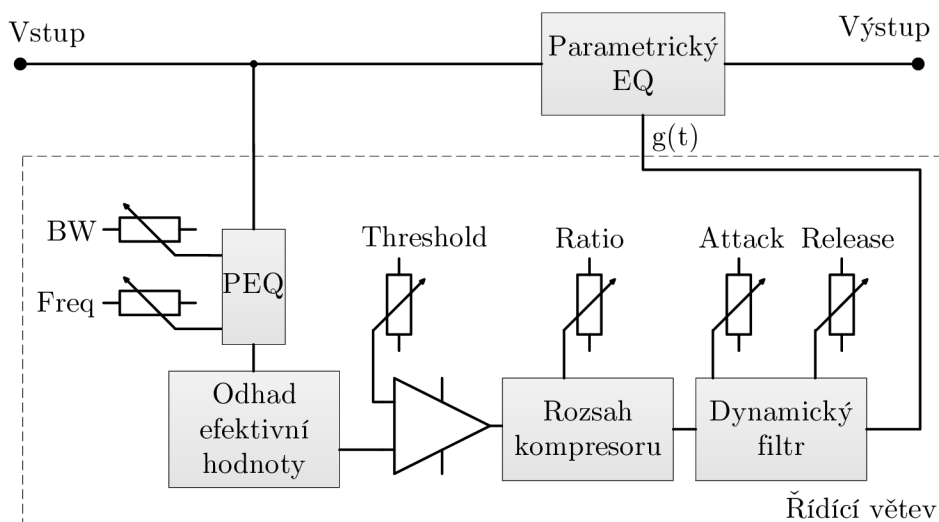 Vstup
Parametrický
EQ
Výstup
g(t)
BW
Freq
PEQ
Threshold
Ratio
Attack
Release
Odhad
efektivní
hodnoty
Rozsah
kompresoru
Dynamický
filtr
Řídící větev